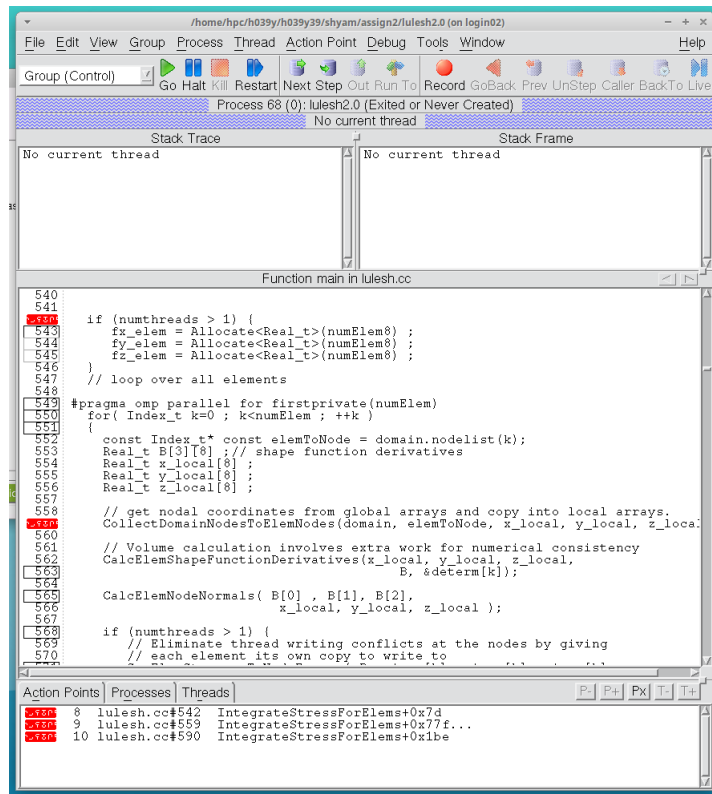 /home/hpc/h039y/h039y39/shyam/assign2/lulesh2.0 (on login02)
File Edit View Group Process Thread Action Point Debug Tools Window Help
Group (Control) Go Halt Kill Restart Next Step Out Run To Record GoBack Prev UnStep Caller BackTo Live
Process 68 (0): lulesh2.0 (Exited or Never Created)
No current thread
Stack Trace Stack Frame
No current thread No current thread
Function main in lulesh.cc
540
541
STOP if (numthreads > 1) {
543 fx_elem = Allocate<Real_t>(numElem8) ;
544 fy_elem = Allocate<Real_t>(numElem8) ;
545 fz_elem = Allocate<Real_t>(numElem8) ;
546 }
547 // loop over all elements
548
549 #pragma omp parallel for firstprivate(numElem)
550 for( Index_t k=0 ; k<numElem ; ++k )
551 {
552 const Index_t* const elemToNode = domain.nodelist(k);
553 Real_t B[3][8] ;// shape function derivatives
554 Real_t x_local[8] ;
555 Real_t y_local[8] ;
556 Real_t z_local[8] ;
557
558 // get nodal coordinates from global arrays and copy into local arrays.
STOP CollectDomainNodesToElemNodes(domain, elemToNode, x_local, y_local, z_local
560
561 // Volume calculation involves extra work for numerical consistency
562 CalcElemShapeFunctionDerivatives(x_local, y_local, z_local,
563 B, &determ[k]);
564
565 CalcElemNodeNormals( B[0] , B[1], B[2],
566 x_local, y_local, z_local );
567
568 if (numthreads > 1) {
569 // Eliminate thread writing conflicts at the nodes by giving
570 // each element its own copy to write to
Action Points Processes Threads P- P+ Px T- T+
STOP 8 lulesh.cc#542 IntegrateStressForElems+0x7d
STOP 9 lulesh.cc#559 IntegrateStressForElems+0x77f...
STOP 10 lulesh.cc#590 IntegrateStressForElems+0x1be